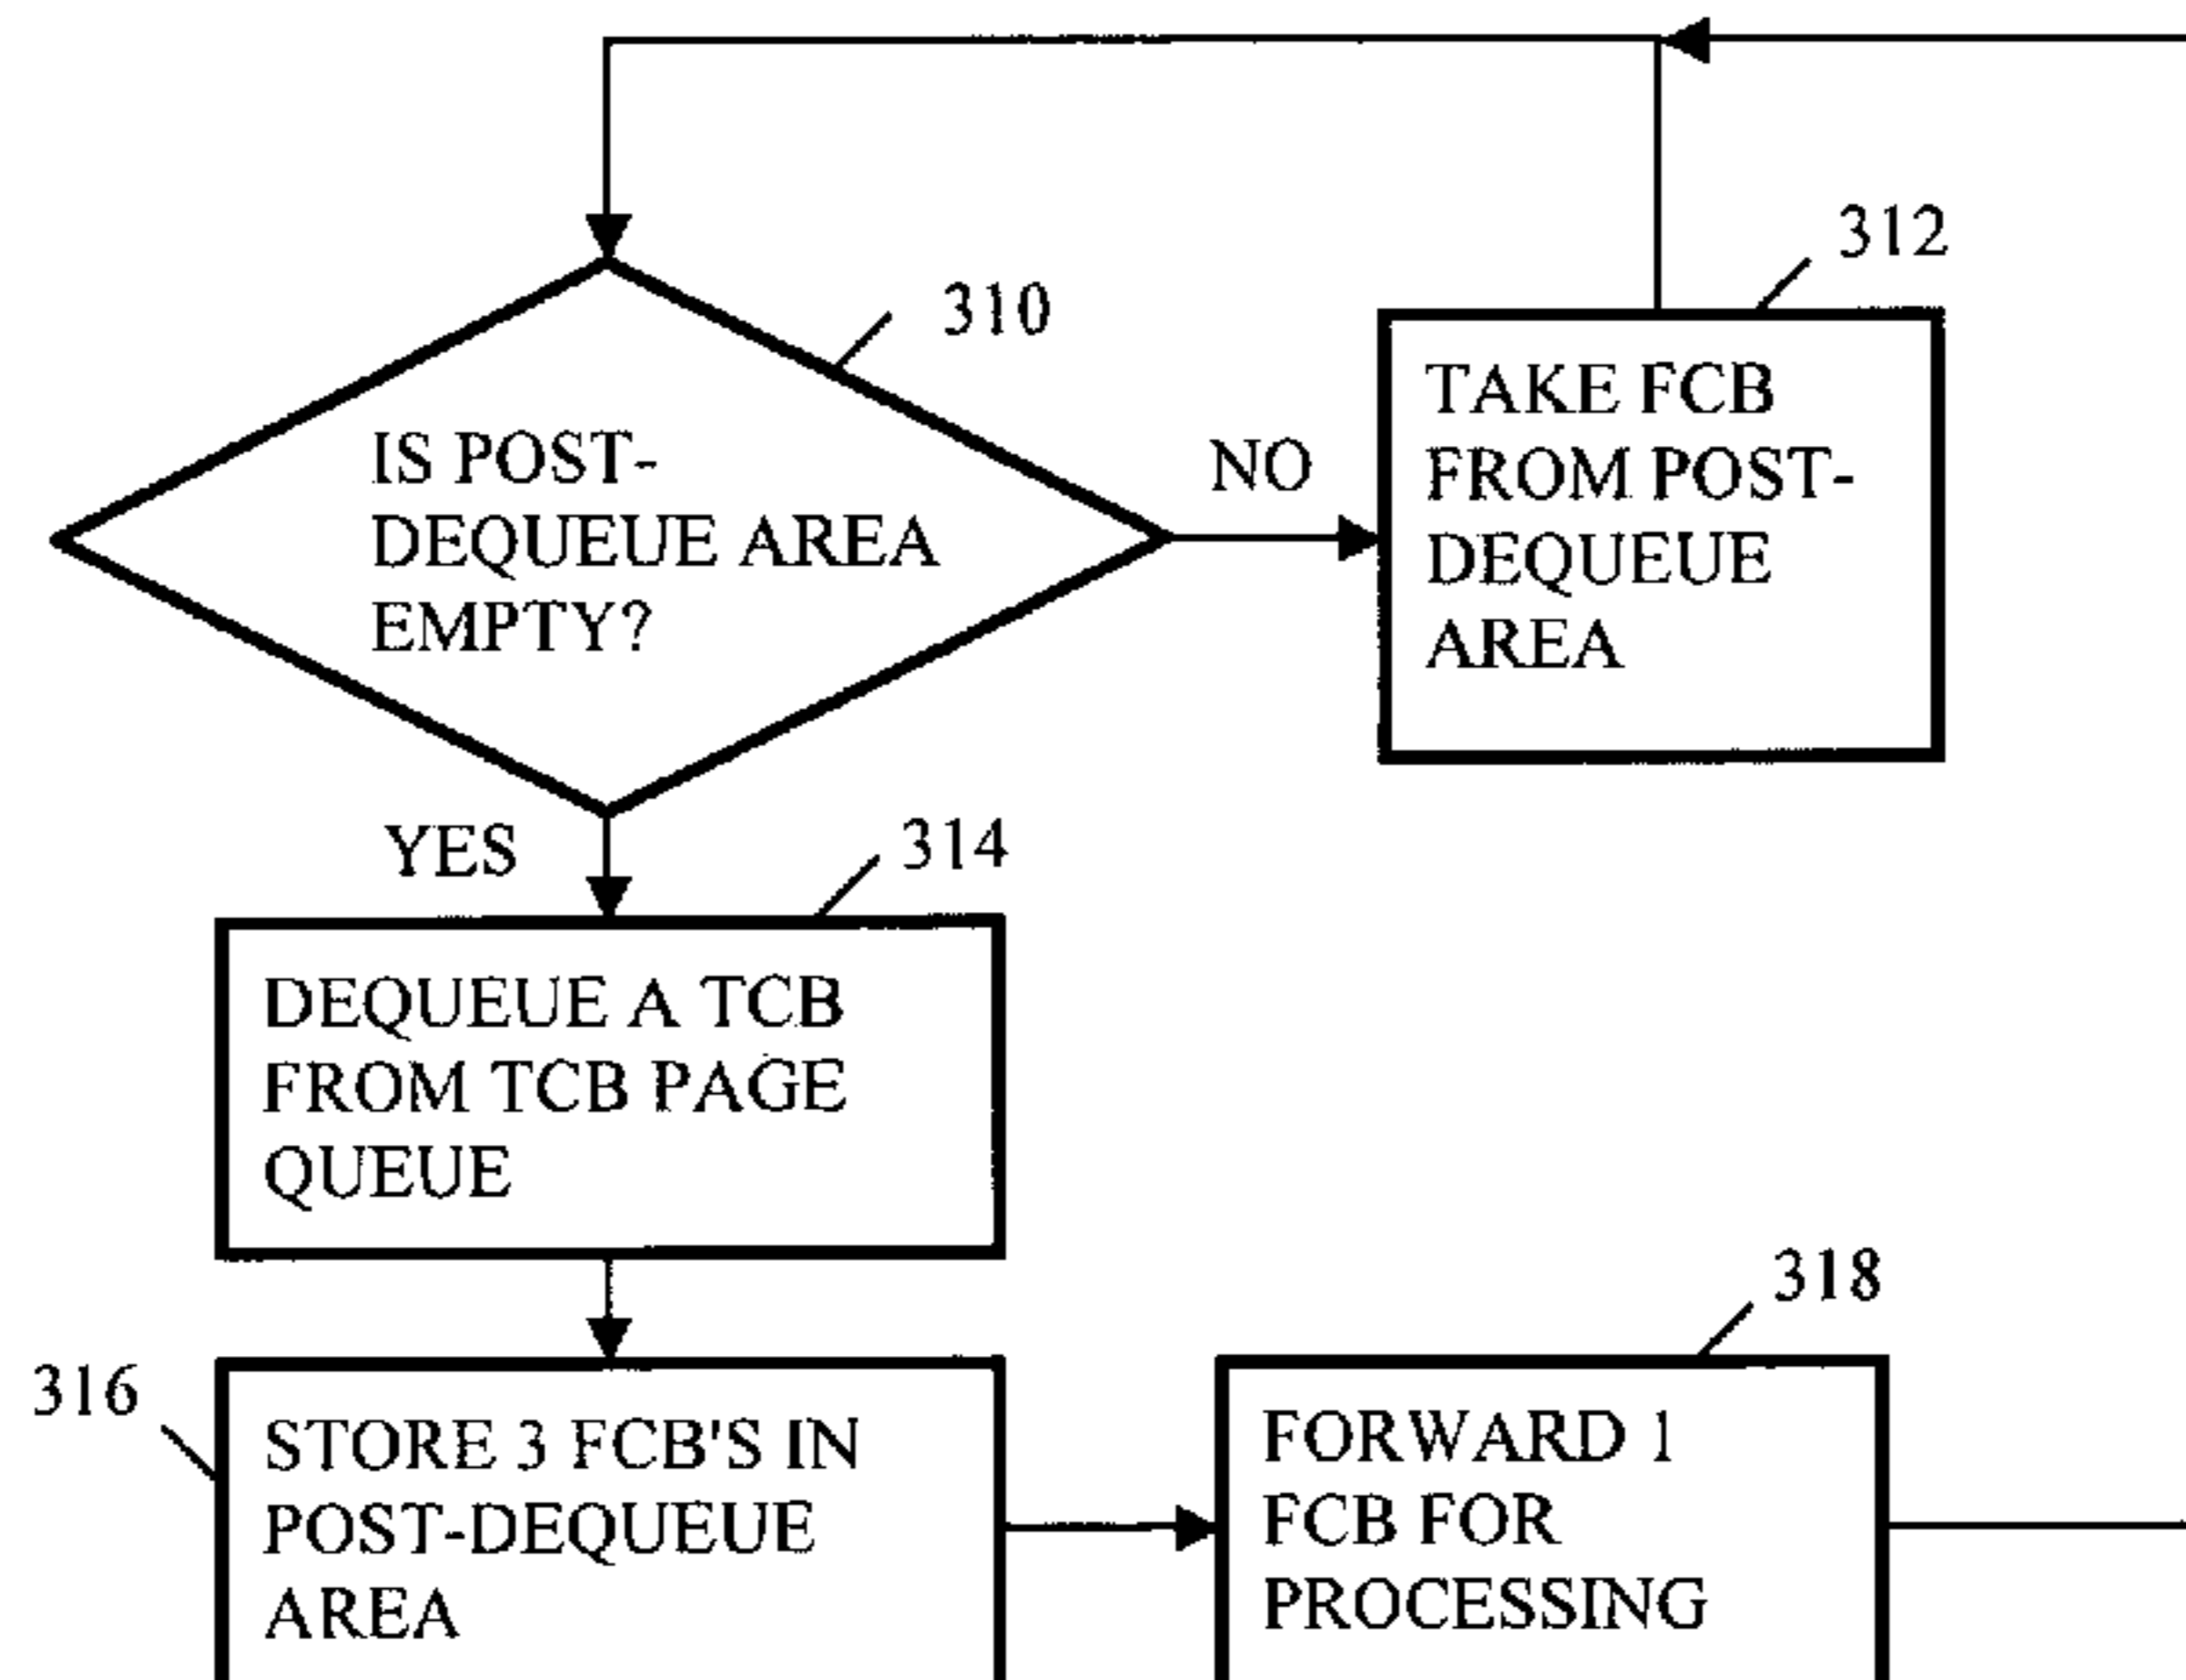 312
310
TAKE FCB
FROM POST-
DEQUEUE
AREA
IS POST-
DEQUEUE AREA
EMPTY?
NO
YES
314
DEQUEUE A TCB
FROM TCB PAGE
QUEUE
318
316
STORE 3 FCB'S IN
POST-DEQUEUE
AREA
FORWARD 1
FCB FOR
PROCESSING